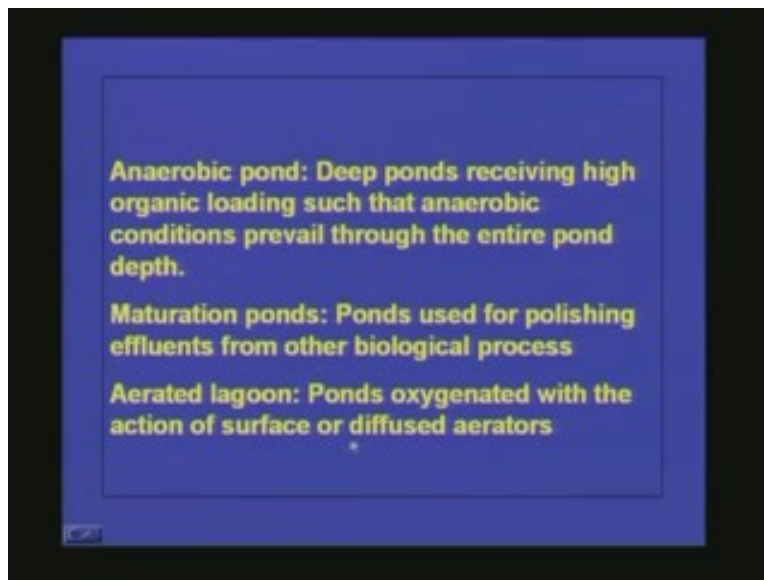 Anaerobic pond: Deep ponds receiving high
organic loading such that anaerobic
conditions prevail through the entire pond
depth.
Maturation ponds: Ponds used for polishing
effluents from other biological process
Aerated lagoon: Ponds oxygenated with the
action of surface or diffused aerators